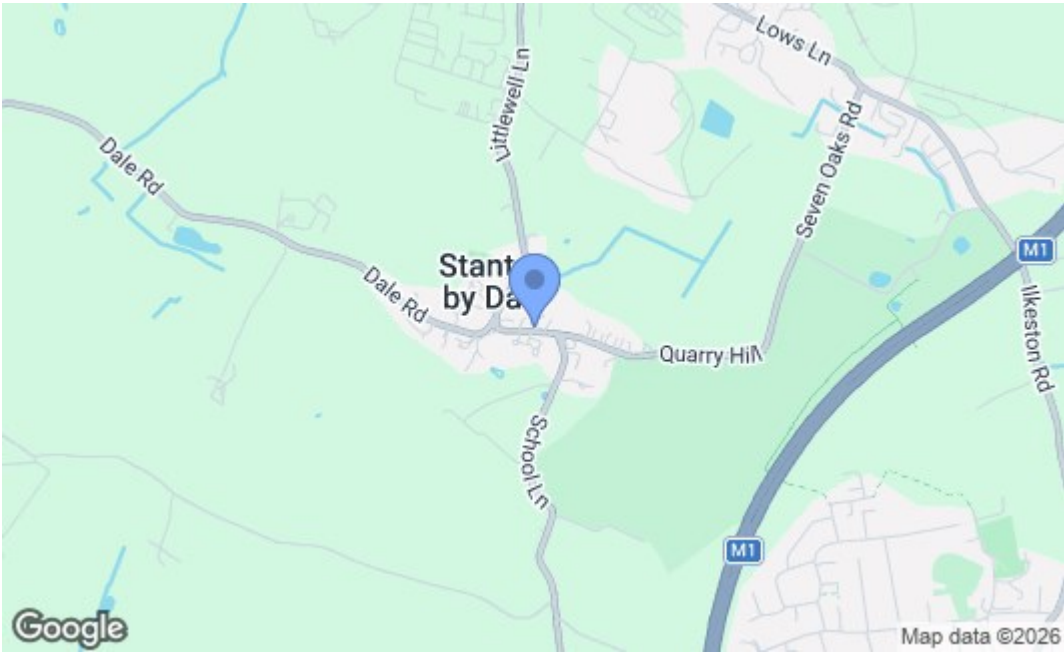 Lows Ln
Littlewell Ln
Dale Rd
Seven Oaks Rd
M1
Stant
by Da
Dale Rd
Ilkeston Rd
Quarry Hill
School Ln
M1
Google
Map data ©2026